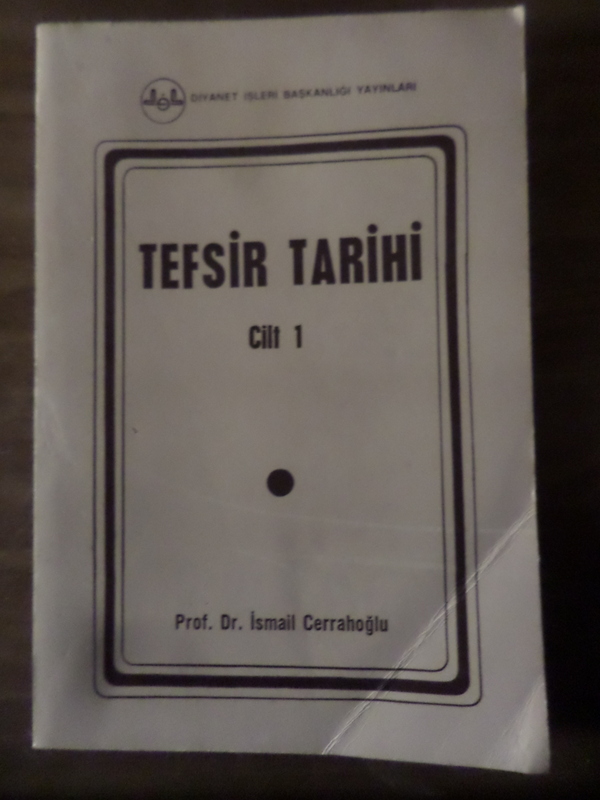 DİYANET İŞLERİ BAŞKANLIĞI YAYINLARI
TEFSİR TARİHİ
Cilt 1
Prof. Dr. İsmail Cerrahoğlu